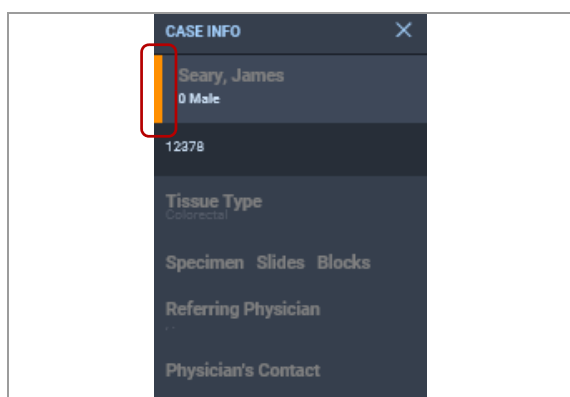 CASE INFO
Seary, James
0 Male
12378
Tissue Type
Colorectal
Specimen Slides Blocks
Referring Physician
Physician's Contact